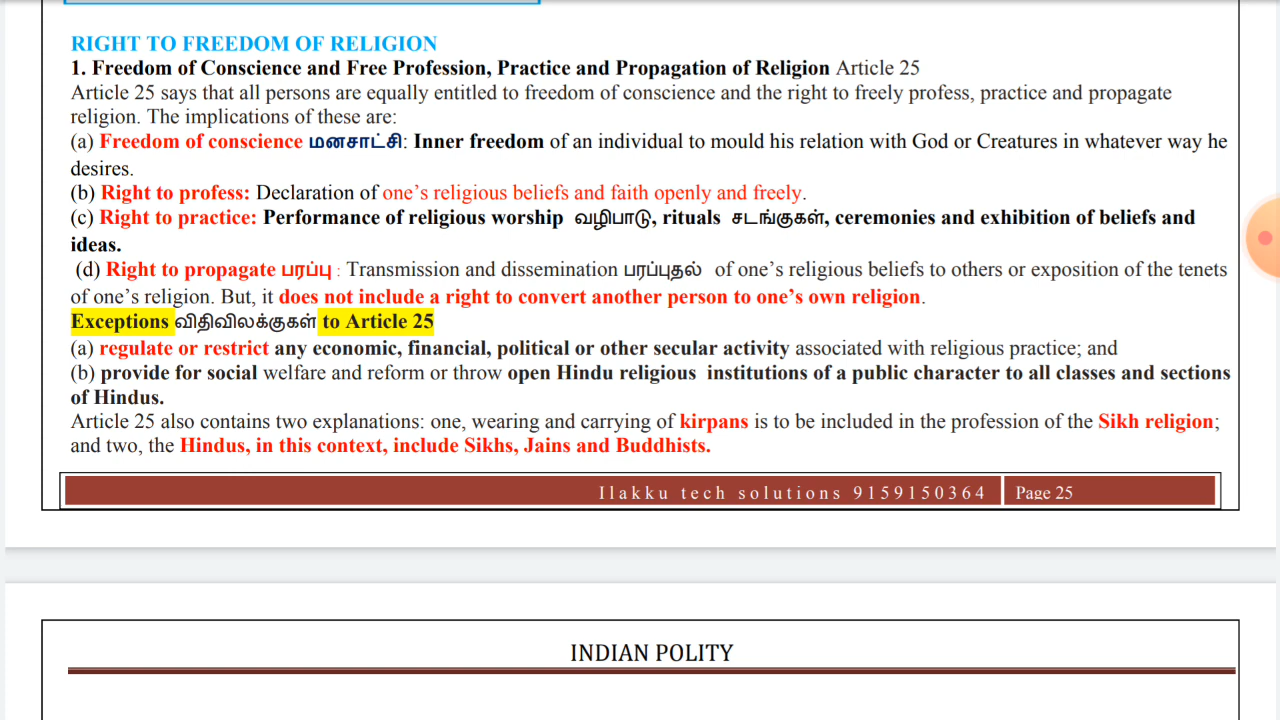 RIGHT TO FREEDOM OF RELIGION
1. Freedom of Conscience and Free Profession, Practice and Propagation of Religion Article 25
Article 25 says that all persons are equally entitled to freedom of conscience and the right to freely profess, practice and propagate
religion. The implications of these are:
(a) Freedom of conscience மனசாட்சி: Inner freedom of an individual to mould his relation with God or Creatures in whatever way he
desires.
(b) Right to profess: Declaration of one’s religious beliefs and faith openly and freely.
(c) Right to practice: Performance of religious worship வழிபாடு, rituals சடங்குகள், ceremonies and exhibition of beliefs and
ideas.
(d) Right to propagate பரப்பு : Transmission and dissemination பரப்புதல் of one’s religious beliefs to others or exposition of the tenets
of one’s religion. But, it does not include a right to convert another person to one’s own religion.
Exceptions விதிவிலக்குகள் to Article 25
(a) regulate or restrict any economic, financial, political or other secular activity associated with religious practice; and
(b) provide for social welfare and reform or throw open Hindu religious institutions of a public character to all classes and sections
of Hindus.
Article 25 also contains two explanations: one, wearing and carrying of kirpans is to be included in the profession of the Sikh religion;
and two, the Hindus, in this context, include Sikhs, Jains and Buddhists.
Ilakku tech solutions 9159150364 Page 25
INDIAN POLITY